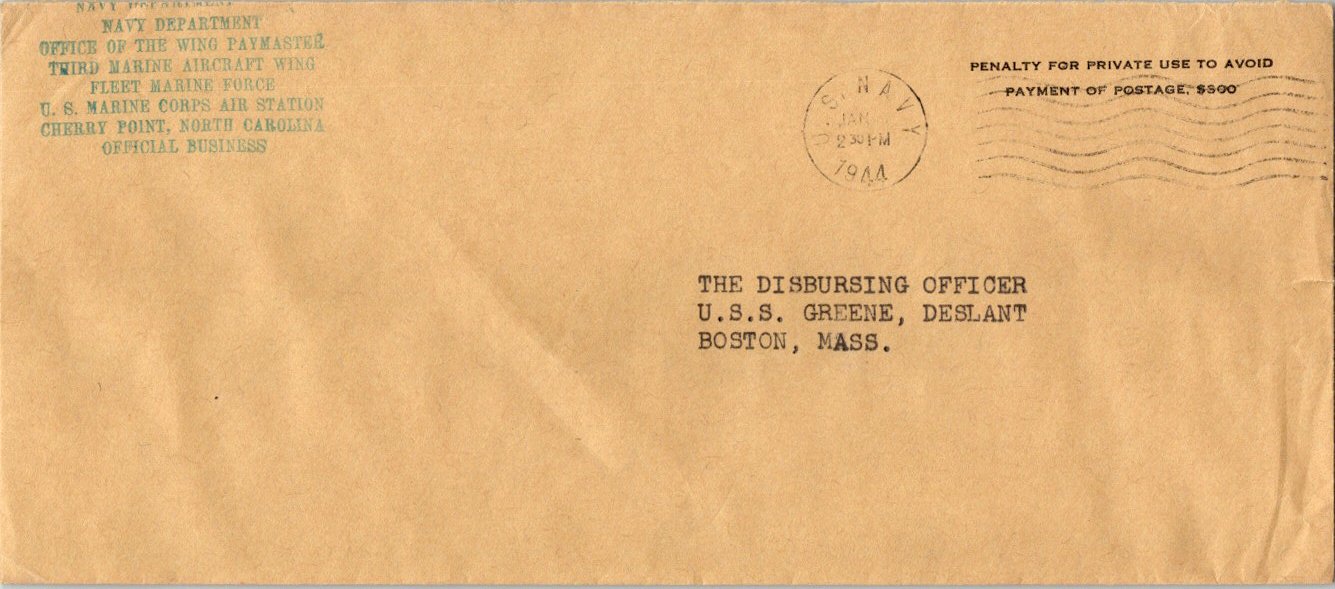 NAVY DEPARTMENT
NAVY DEPARTMENT
OFFICE OF THE WING PAYMASTER
THIRD MARINE AIRCRAFT WING
FLEET MARINE FORCE
U. S. MARINE CORPS AIR STATION
CHERRY POINT, NORTH CAROLINA
OFFICIAL BUSINESS
PENALTY FOR PRIVATE USE TO AVOID
PAYMENT OF POSTAGE, $300
U. S. NAVY
JAN
2 30 PM
1944
THE DISBURSING OFFICER
U.S.S. GREENE, DESLANT
BOSTON, MASS.